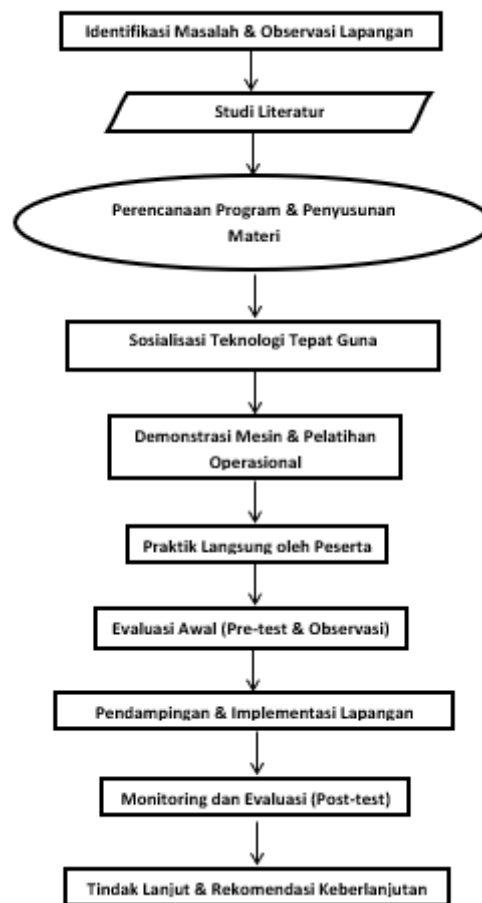 Identifikasi Masalah & Observasi Lapangan
Studi Literatur
Perencanaan Program & Penyusunan
Materi
Sosialisasi Teknologi Tepat Guna
Demonstrasi Mesin & Pelatihan
Operasional
Praktik Langsung oleh Peserta
Evaluasi Awal (Pre-test & Observasi)
Pendampingan & Implementasi Lapangan
Monitoring dan Evaluasi (Post-test)
Tindak Lanjut & Rekomendasi Keberlanjutan